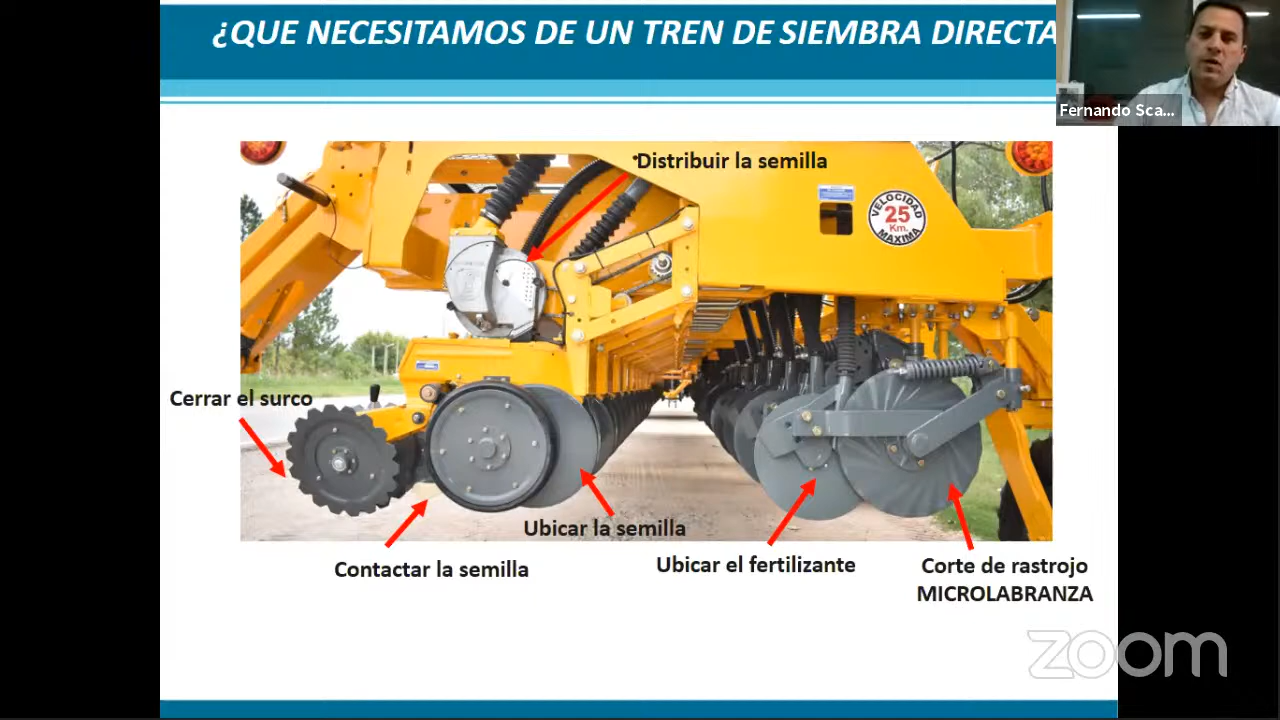 ¿QUE NECESITAMOS DE UN TREN DE SIEMBRA DIRECTA
Fernando Sca...
Distribuir la semilla
VELOCIDAD
25
Km.
MAXIMA
Cerrar el surco
Ubicar la semilla
Contactar la semilla
Ubicar el fertilizante
Corte de rastrojo
MICROLABRANZA
zoom